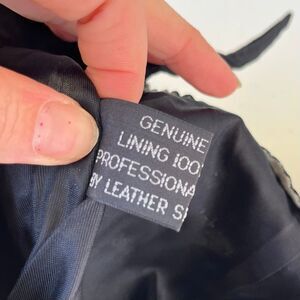 GENUINE
LINING 100
PROFESSIONA
BY LEATHER S